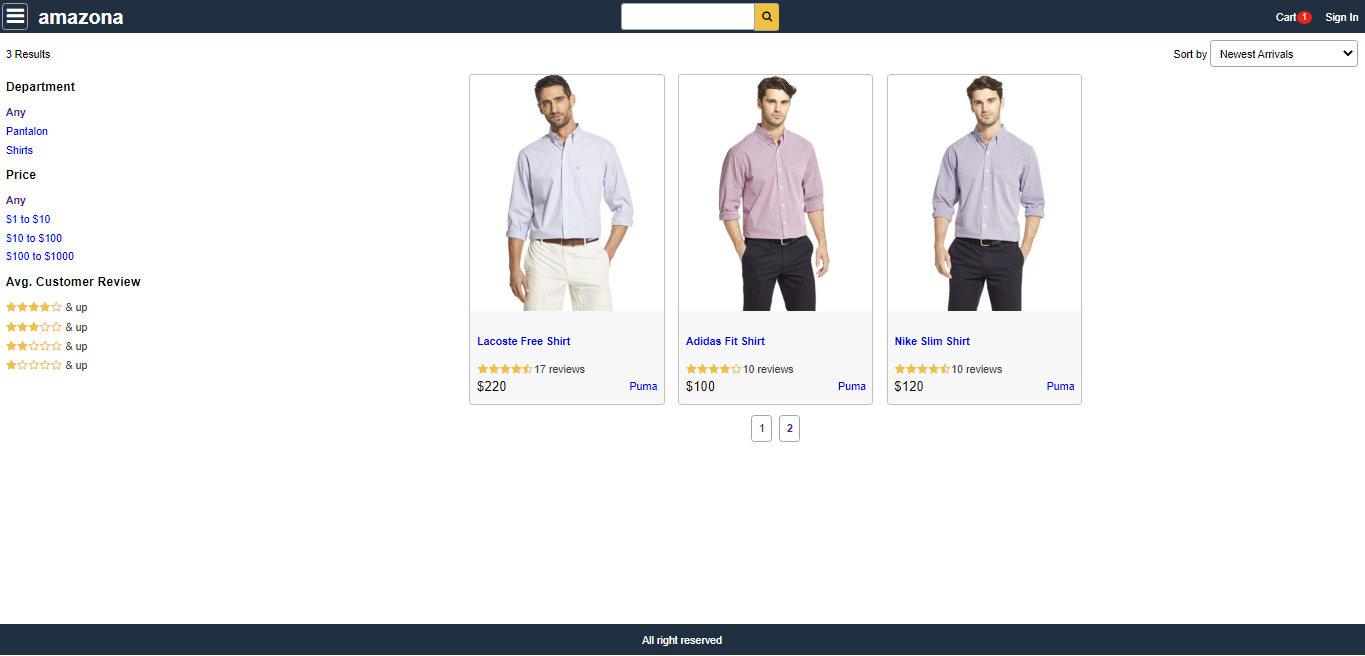 amazona
Cart 1 Sign In
3 Results
Sort by Newest Arrivals
Department
Any
Pantalon
Shirts
Price
Any
$1 to $10
$10 to $100
$100 to $1000
Avg. Customer Review
& up
& up
& up
& up
Lacoste Free Shirt
17 reviews
$220 Puma
Adidas Fit Shirt
10 reviews
$100 Puma
Nike Slim Shirt
10 reviews
$120 Puma
1 2
All right reserved